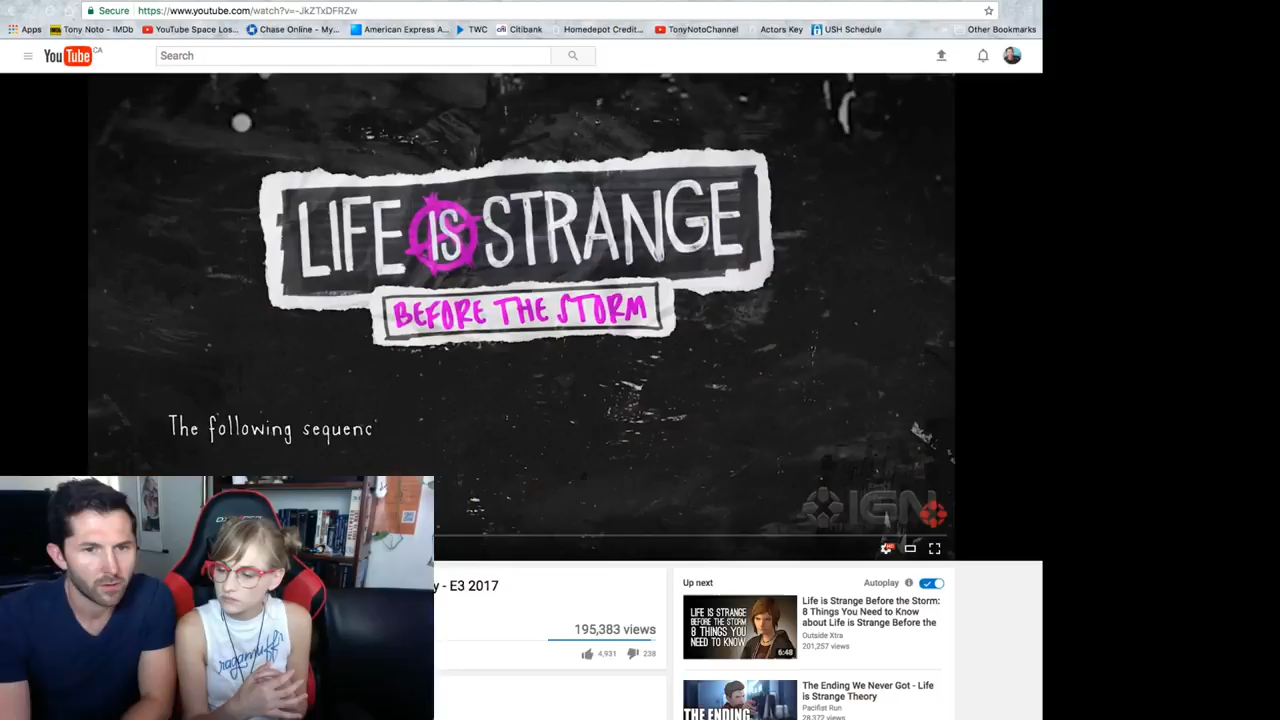 Secure https://www.youtube.com/watch?v=-JkZTxDFRZw
Apps Tony Noto - IMDb YouTube Space Los... Chase Online - My... American Express A... TWC Citibank Homedepot Credit... TonyNotoChannel Actors Key USH Schedule Other Bookmarks
YouTube CA
Search
LIFE IS STRANGE
BEFORE THE STORM
The following sequenc
IGN
y - E3 2017
195,383 views
4,931 238
Up next Autoplay
LIFE IS STRANGE
BEFORE THE STORM
8 THINGS YOU
NEED TO KNOW
6:48
Life is Strange Before the Storm:
8 Things You Need to Know
about Life is Strange Before the
Outside Xtra
201,257 views
THE ENDING
The Ending We Never Got - Life
is Strange Theory
Pacifist Run
28,372 views
ragamuff